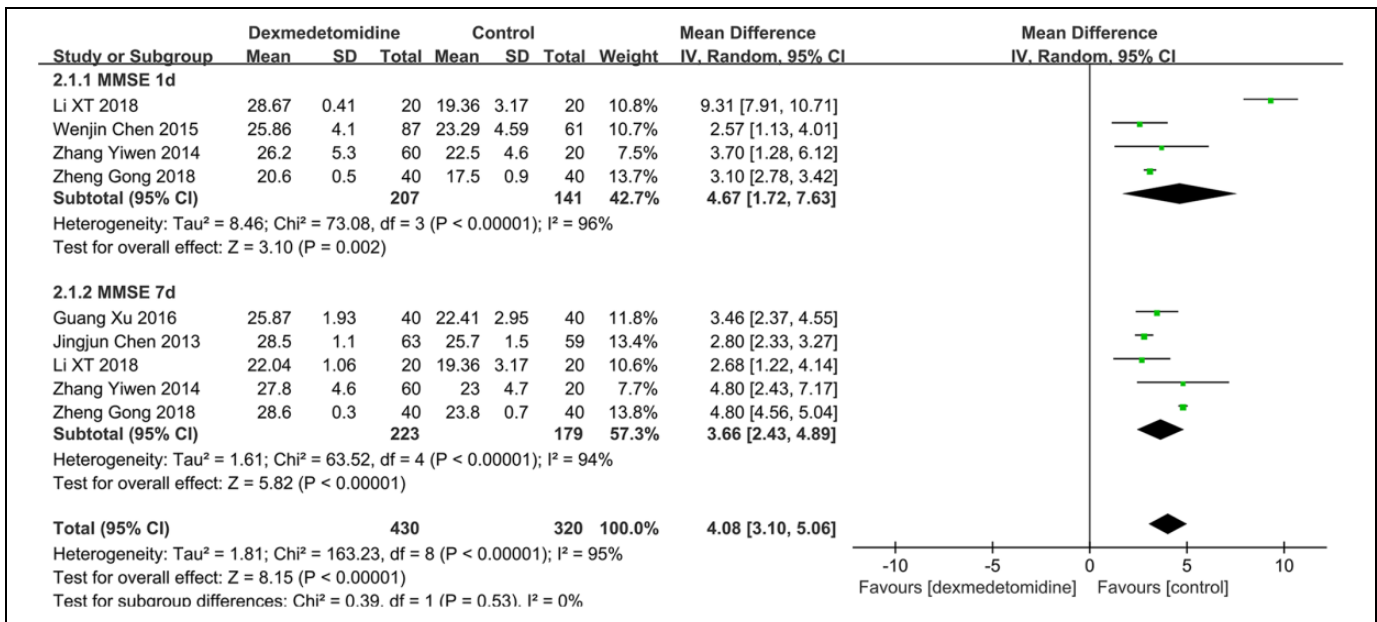 Dexmedetomidine Control Mean Difference Mean Difference
Study or Subgroup Mean SD Total Mean SD Total Weight IV, Random, 95% CI IV, Random, 95% CI
2.1.1 MMSE 1d
Li XT 2018 28.67 0.41 20 19.36 3.17 20 10.8% 9.31 [7.91, 10.71]
Wenjin Chen 2015 25.86 4.1 87 23.29 4.59 61 10.7% 2.57 [1.13, 4.01]
Zhang Yiwen 2014 26.2 5.3 60 22.5 4.6 20 7.5% 3.70 [1.28, 6.12]
Zheng Gong 2018 20.6 0.5 40 17.5 0.9 40 13.7% 3.10 [2.78, 3.42]
Subtotal (95% CI) 207 141 42.7% 4.67 [1.72, 7.63]
Heterogeneity: Tau² = 8.46; Chi² = 73.08, df = 3 (P < 0.00001); I² = 96%
Test for overall effect: Z = 3.10 (P = 0.002)
2.1.2 MMSE 7d
Guang Xu 2016 25.87 1.93 40 22.41 2.95 40 11.8% 3.46 [2.37, 4.55]
Jingjun Chen 2013 28.5 1.1 63 25.7 1.5 59 13.4% 2.80 [2.33, 3.27]
Li XT 2018 22.04 1.06 20 19.36 3.17 20 10.6% 2.68 [1.22, 4.14]
Zhang Yiwen 2014 27.8 4.6 60 23 4.7 20 7.7% 4.80 [2.43, 7.17]
Zheng Gong 2018 28.6 0.3 40 23.8 0.7 40 13.8% 4.80 [4.56, 5.04]
Subtotal (95% CI) 223 179 57.3% 3.66 [2.43, 4.89]
Heterogeneity: Tau² = 1.61; Chi² = 63.52, df = 4 (P < 0.00001); I² = 94%
Test for overall effect: Z = 5.82 (P < 0.00001)
Total (95% CI) 430 320 100.0% 4.08 [3.10, 5.06]
Heterogeneity: Tau² = 1.81; Chi² = 163.23, df = 8 (P < 0.00001); I² = 95%
Test for overall effect: Z = 8.15 (P < 0.00001)
Test for subgroup differences: Chi² = 0.39, df = 1 (P = 0.53), I² = 0%
-10 -5 0 5 10
Favours [dexmedetomidine] Favours [control]